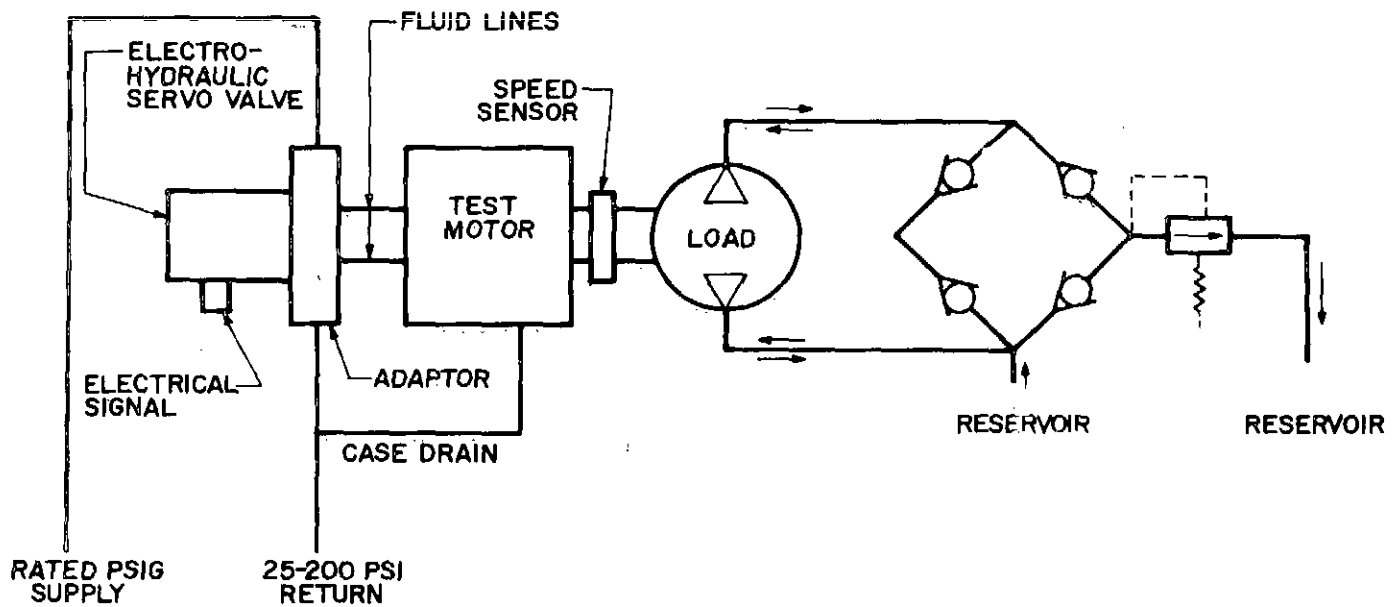 FLUID LINES
ELECTRO-
HYDRAULIC
SERVO VALVE
SPEED
SENSOR
TEST
MOTOR
LOAD
ELECTRICAL
SIGNAL
ADAPTOR
CASE DRAIN
RESERVOIR
RESERVOIR
RATED PSIG
SUPPLY
25-200 PSI
RETURN